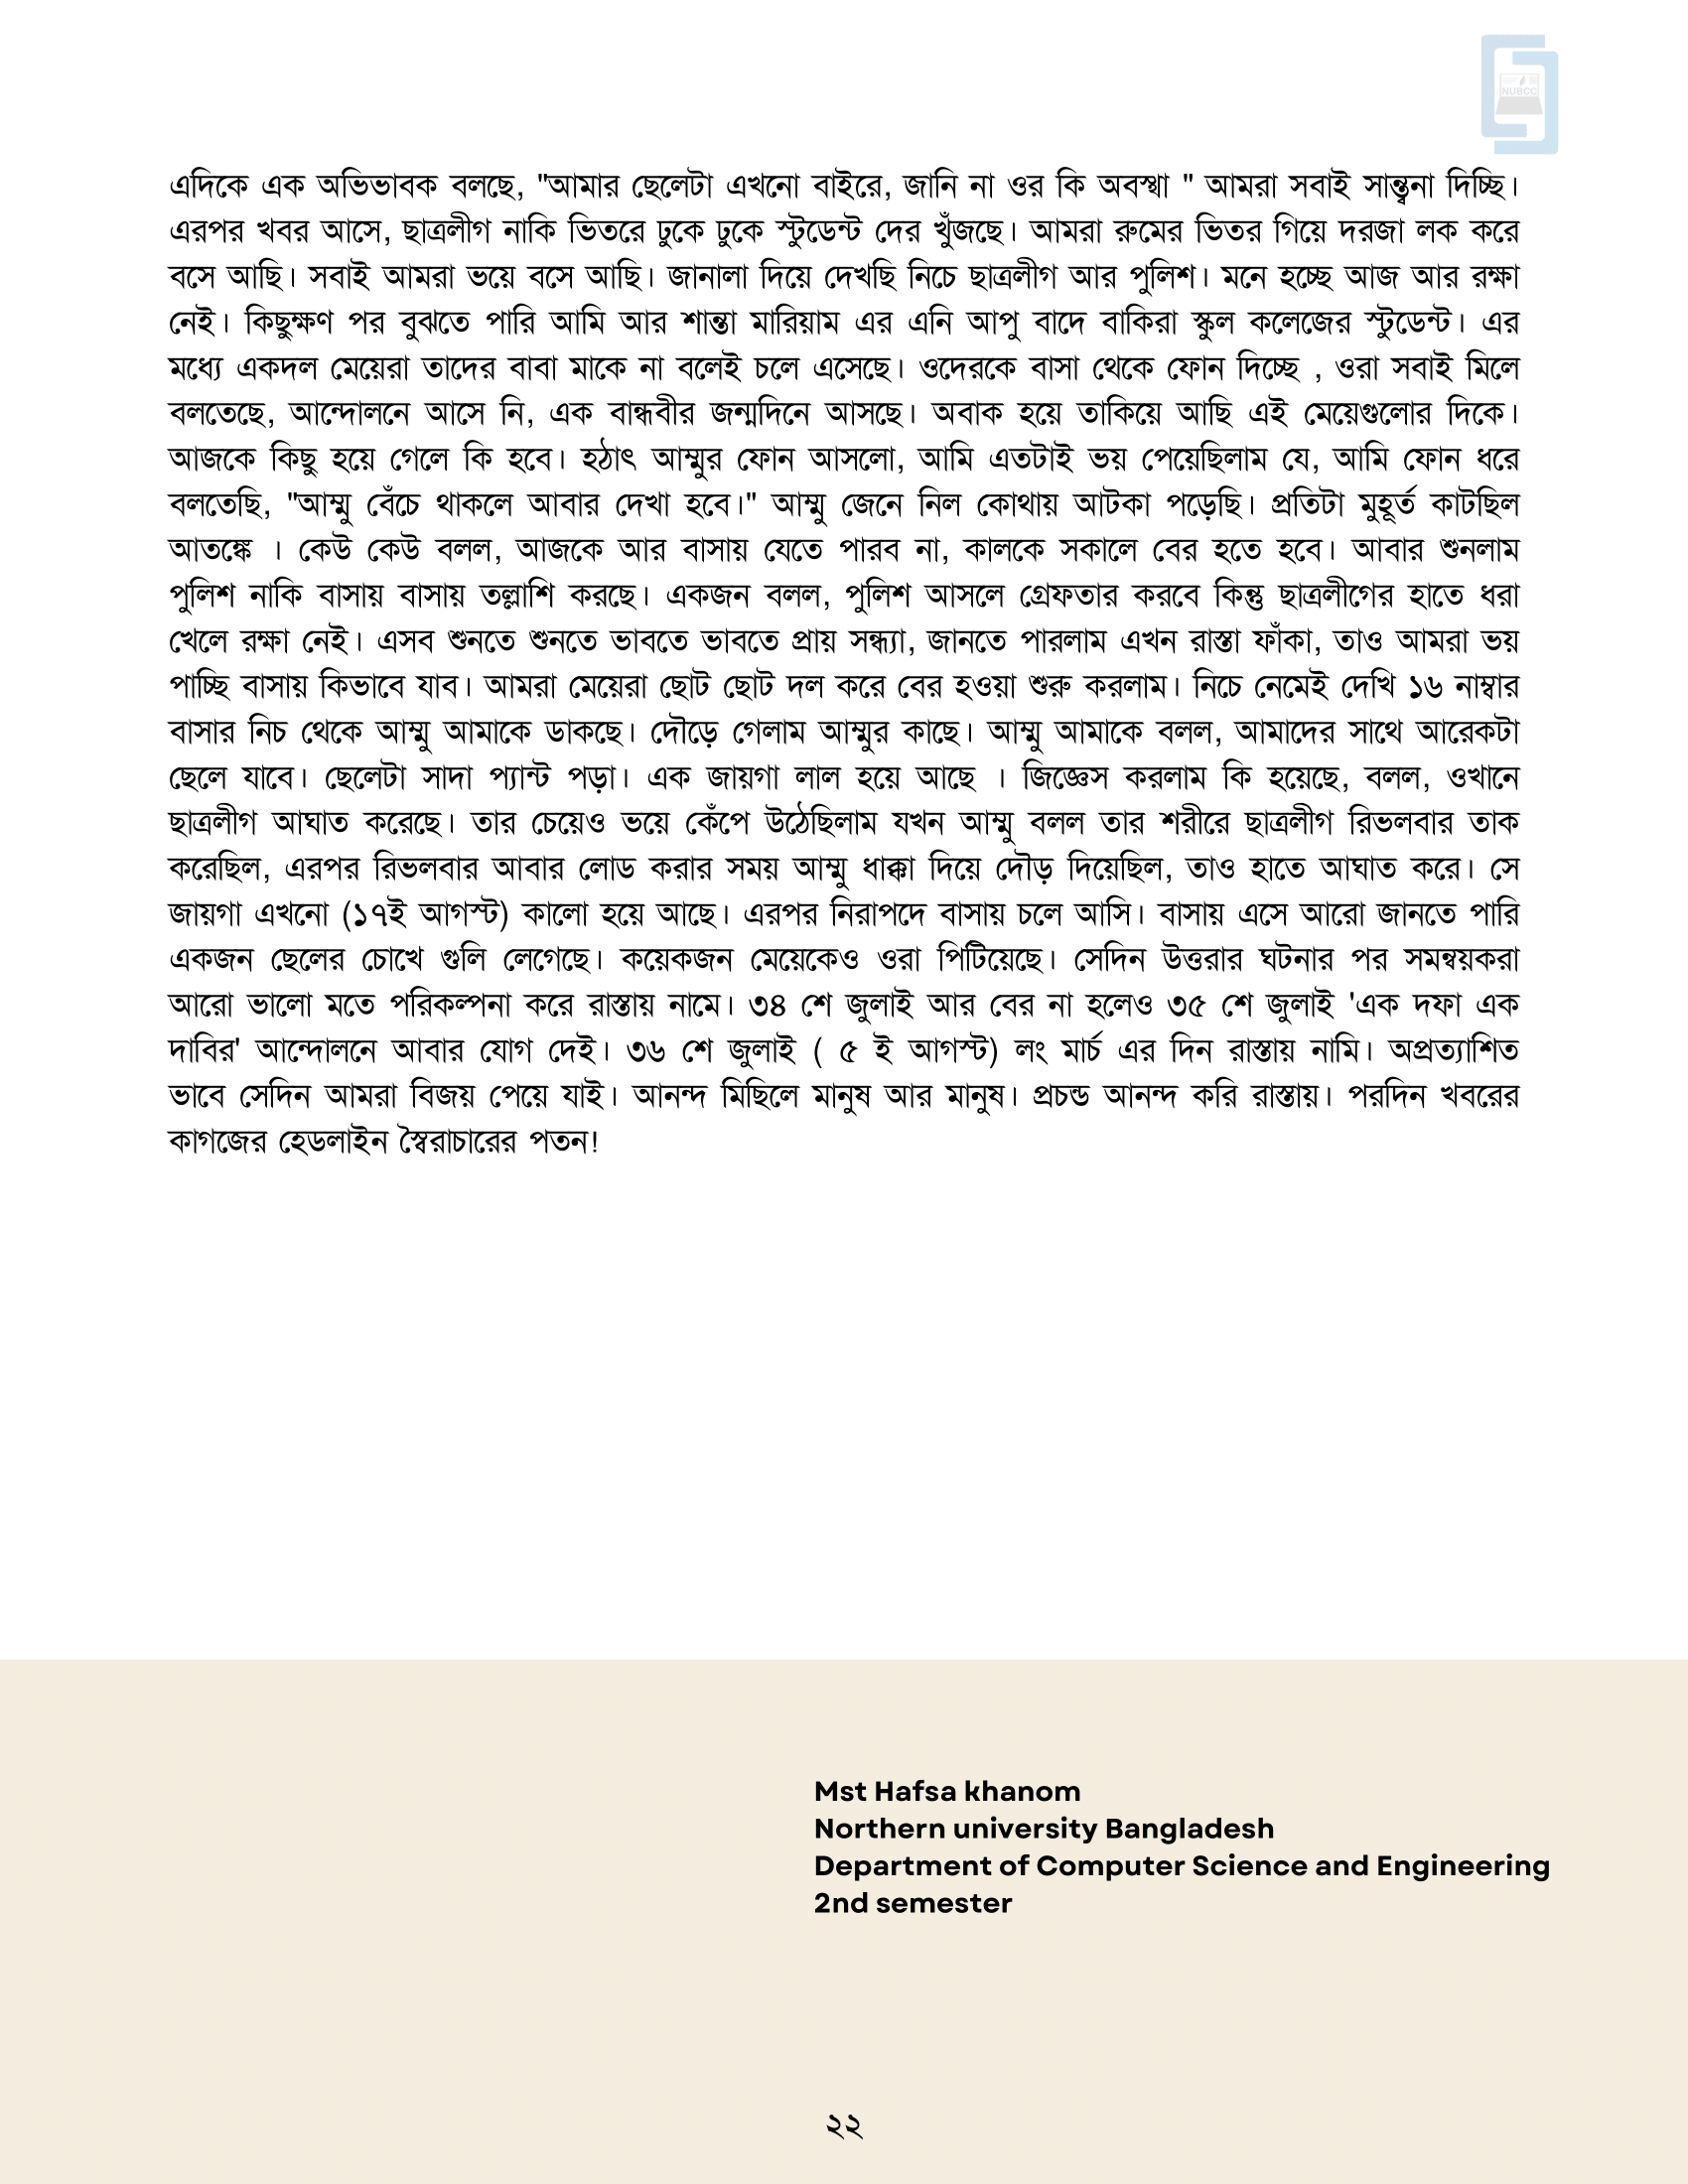 NUBCC
এদিকে এক অভিভাবক বলছে, "আমার ছেলেটা এখনো বাইরে, জানি না ওর কি অবস্থা " আমরা সবাই সান্ত্বনা দিচ্ছি।
এরপর খবর আসে, ছাত্রলীগ নাকি ভিতরে ঢুকে ঢুকে স্টুডেন্ট দের খুঁজছে। আমরা রুমের ভিতর গিয়ে দরজা লক করে
বসে আছি। সবাই আমরা ভয়ে বসে আছি। জানালা দিয়ে দেখছি নিচে ছাত্রলীগ আর পুলিশ। মনে হচ্ছে আজ আর রক্ষা
নেই। কিছুক্ষণ পর বুঝতে পারি আমি আর শান্তা মারিয়াম এর এনি আপু বাদে বাকিরা স্কুল কলেজের স্টুডেন্ট। এর
মধ্যে একদল মেয়েরা তাদের বাবা মাকে না বলেই চলে এসেছে। ওদেরকে বাসা থেকে ফোন দিচ্ছে , ওরা সবাই মিলে
বলতেছে, আন্দোলনে আসে নি, এক বান্ধবীর জন্মদিনে আসছে। অবাক হয়ে তাকিয়ে আছি এই মেয়েগুলোর দিকে।
আজকে কিছু হয়ে গেলে কি হবে। হঠাৎ আম্মুর ফোন আসলো, আমি এতটাই ভয় পেয়েছিলাম যে, আমি ফোন ধরে
বলতেছি, "আম্মু বেঁচে থাকলে আবার দেখা হবে।" আম্মু জেনে নিল কোথায় আটকা পড়েছি। প্রতিটা মুহূর্ত কাটছিল
আতঙ্কে । কেউ কেউ বলল, আজকে আর বাসায় যেতে পারব না, কালকে সকালে বের হতে হবে। আবার শুনলাম
পুলিশ নাকি বাসায় বাসায় তল্লাশি করছে। একজন বলল, পুলিশ আসলে গ্রেফতার করবে কিন্তু ছাত্রলীগের হাতে ধরা
খেলে রক্ষা নেই। এসব শুনতে শুনতে ভাবতে ভাবতে প্রায় সন্ধ্যা, জানতে পারলাম এখন রাস্তা ফাঁকা, তাও আমরা ভয়
পাচ্ছি বাসায় কিভাবে যাব। আমরা মেয়েরা ছোট ছোট দল করে বের হওয়া শুরু করলাম। নিচে নেমেই দেখি ১৬ নাম্বার
বাসার নিচ থেকে আম্মু আমাকে ডাকছে। দৌড়ে গেলাম আম্মুর কাছে। আম্মু আমাকে বলল, আমাদের সাথে আরেকটা
ছেলে যাবে। ছেলেটা সাদা প্যান্ট পড়া। এক জায়গা লাল হয়ে আছে । জিজ্ঞেস করলাম কি হয়েছে, বলল, ওখানে
ছাত্রলীগ আঘাত করেছে। তার চেয়েও ভয়ে কেঁপে উঠেছিলাম যখন আম্মু বলল তার শরীরে ছাত্রলীগ রিভলবার তাক
করেছিল, এরপর রিভলবার আবার লোড করার সময় আম্মু ধাক্কা দিয়ে দৌড় দিয়েছিল, তাও হাতে আঘাত করে। সে
জায়গা এখনো (১৭ই আগস্ট) কালো হয়ে আছে। এরপর নিরাপদে বাসায় চলে আসি। বাসায় এসে আরো জানতে পারি
একজন ছেলের চোখে গুলি লেগেছে। কয়েকজন মেয়েকেও ওরা পিটিয়েছে। সেদিন উত্তরার ঘটনার পর সমন্বয়করা
আরো ভালো মতে পরিকল্পনা করে রাস্তায় নামে। ৩৪ শে জুলাই আর বের না হলেও ৩৫ শে জুলাই 'এক দফা এক
দাবির' আন্দোলনে আবার যোগ দেই। ৩৬ শে জুলাই ( ৫ ই আগস্ট) লং মার্চ এর দিন রাস্তায় নামি। অপ্রত্যাশিত
ভাবে সেদিন আমরা বিজয় পেয়ে যাই। আনন্দ মিছিলে মানুষ আর মানুষ। প্রচন্ড আনন্দ করি রাস্তায়। পরদিন খবরের
কাগজের হেডলাইন স্বৈরাচারের পতন!
Mst Hafsa khanom
Northern university Bangladesh
Department of Computer Science and Engineering
2nd semester
২২